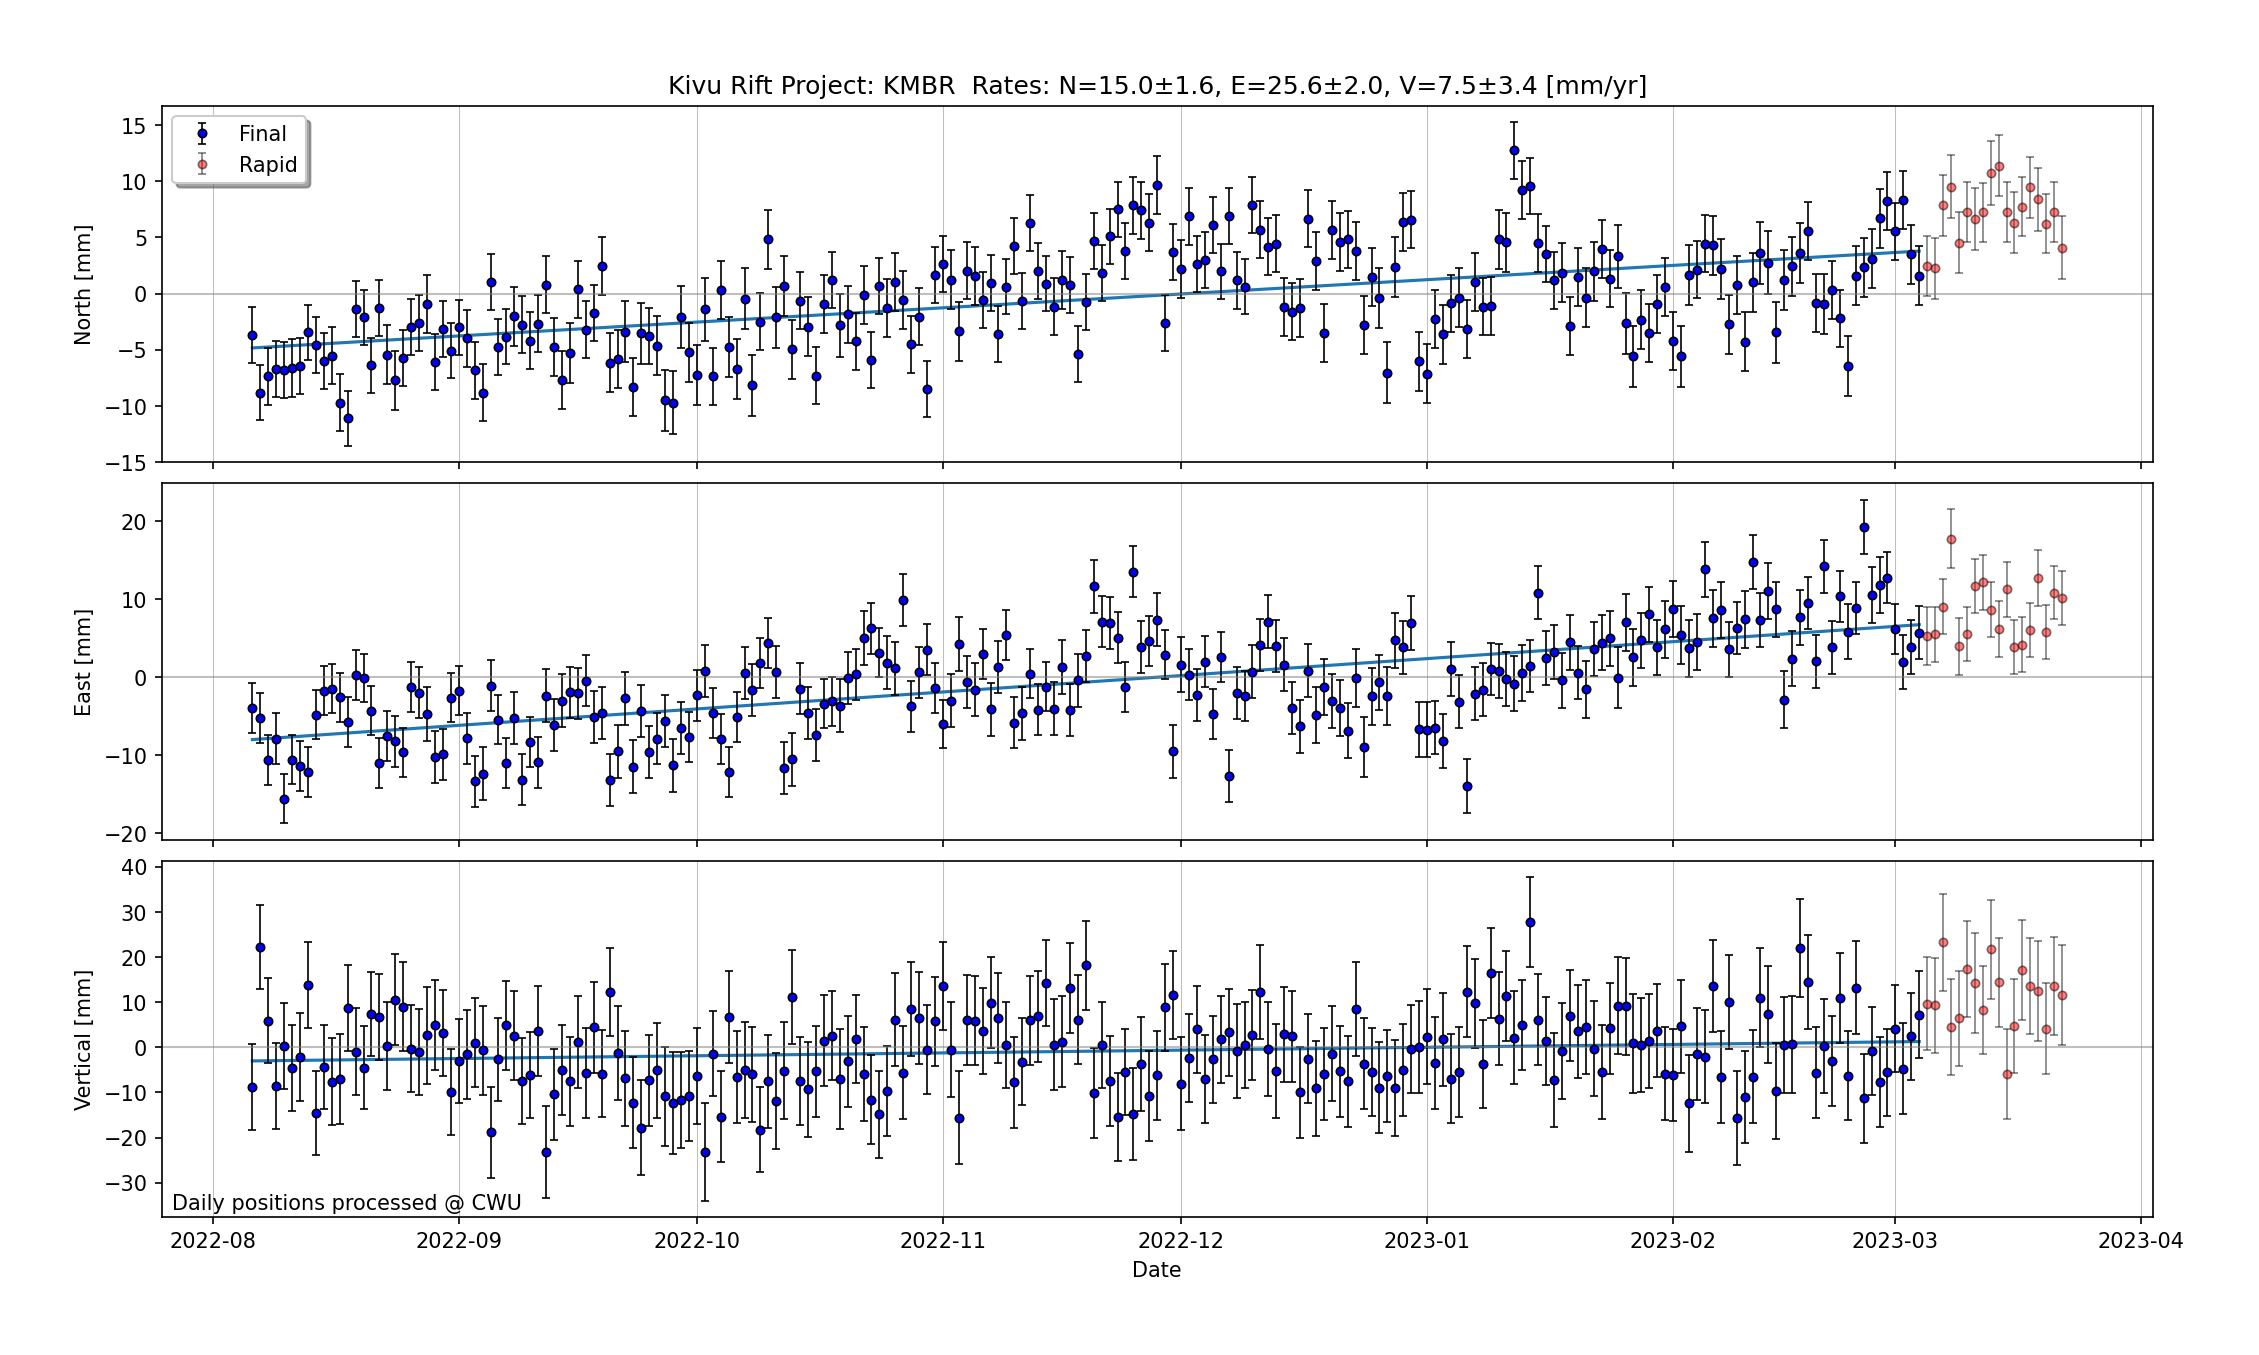 Kivu Rift Project: KMBR  Rates: N=15.0±1.6, E=25.6±2.0, V=7.5±3.4 [mm/yr]
Final
Rapid
North [mm]
15
10
5
0
−5
−10
−15
East [mm]
20
10
0
−10
−20
Vertical [mm]
40
30
20
10
0
−10
−20
−30
Daily positions processed @ CWU
2022-08 2022-09 2022-10 2022-11 2022-12 2023-01 2023-02 2023-03 2023-04
Date